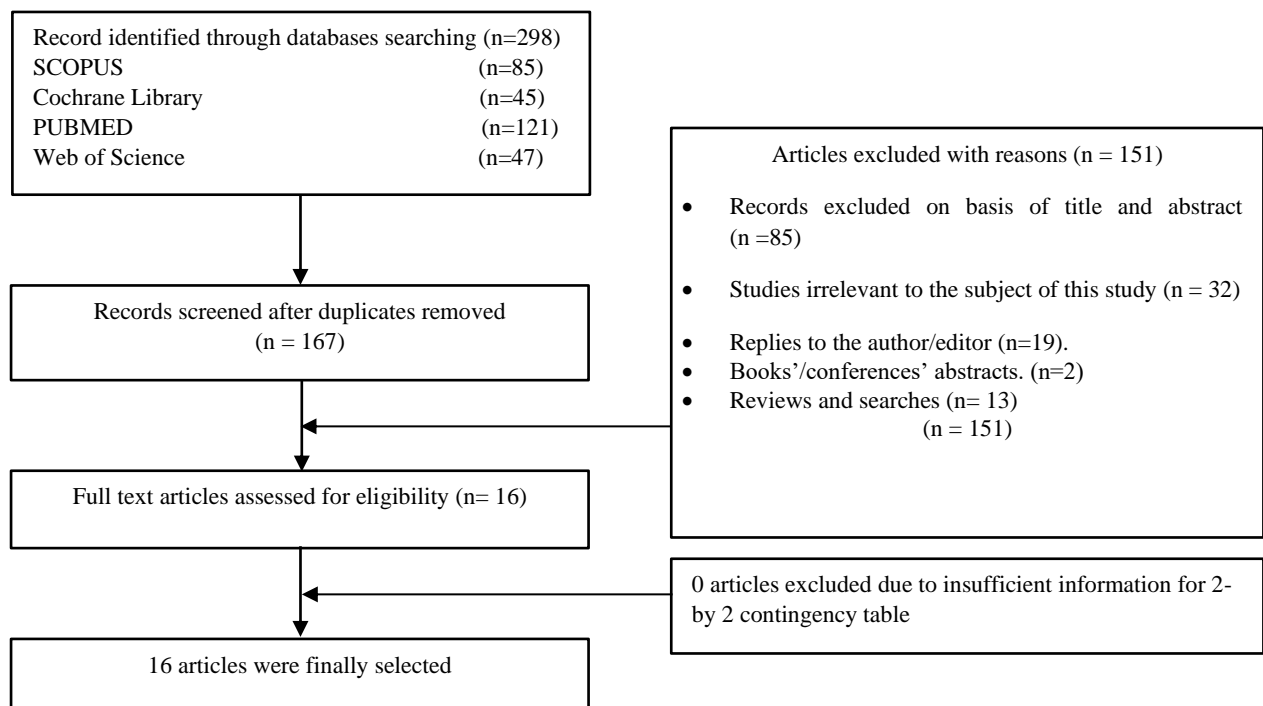 Record identified through databases searching (n=298)
SCOPUS (n=85)
Cochrane Library (n=45)
PUBMED (n=121)
Web of Science (n=47)
Articles excluded with reasons (n = 151)
• Records excluded on basis of title and abstract
(n =85)
• Studies irrelevant to the subject of this study (n = 32)
• Replies to the author/editor (n=19).
• Books’/conferences’ abstracts. (n=2)
• Reviews and searches (n= 13)
(n = 151)
Records screened after duplicates removed
(n = 167)
Full text articles assessed for eligibility (n= 16)
0 articles excluded due to insufficient information for 2-
by 2 contingency table
16 articles were finally selected